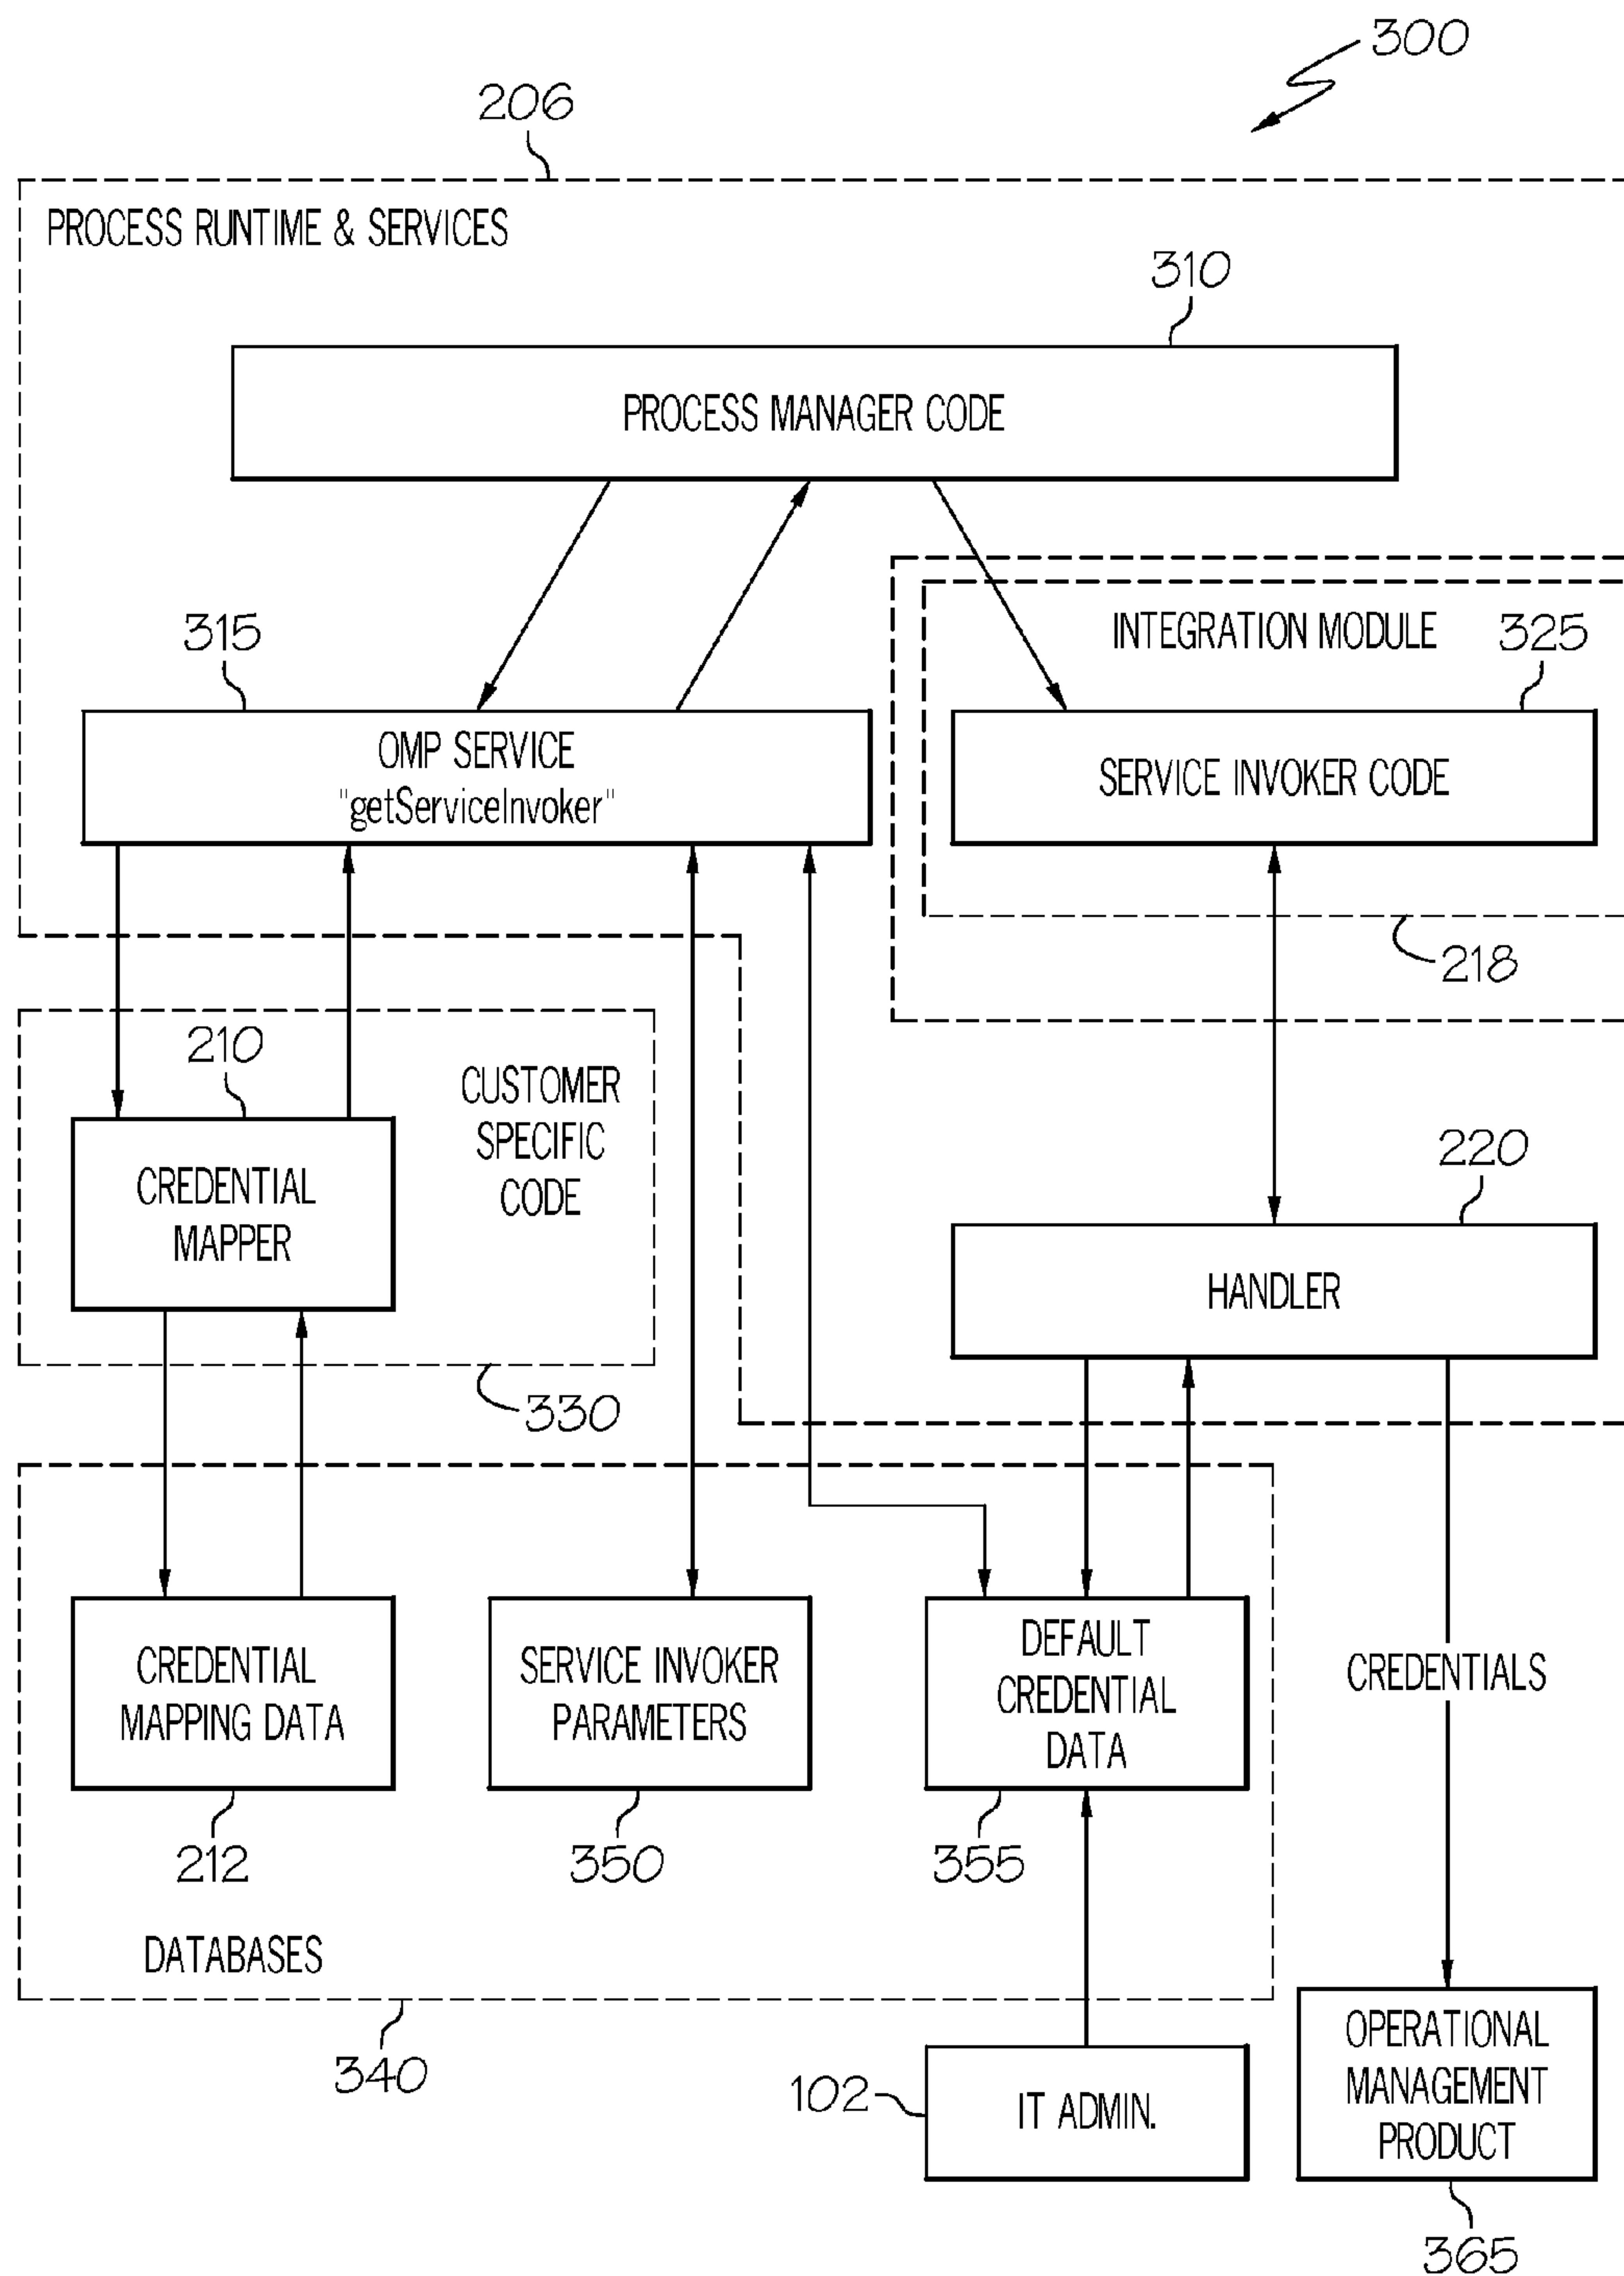 300
206
PROCESS RUNTIME & SERVICES
310
PROCESS MANAGER CODE
315
INTEGRATION MODULE
325
OMP SERVICE
"getServiceInvoker"
SERVICE INVOKER CODE
218
210
CUSTOMER
SPECIFIC
CODE
CREDENTIAL
MAPPER
220
HANDLER
330
CREDENTIAL
MAPPING DATA
SERVICE INVOKER
PARAMETERS
DEFAULT
CREDENTIAL
DATA
CREDENTIALS
212
350
355
DATABASES
340
102
IT ADMIN.
OPERATIONAL
MANAGEMENT
PRODUCT
365